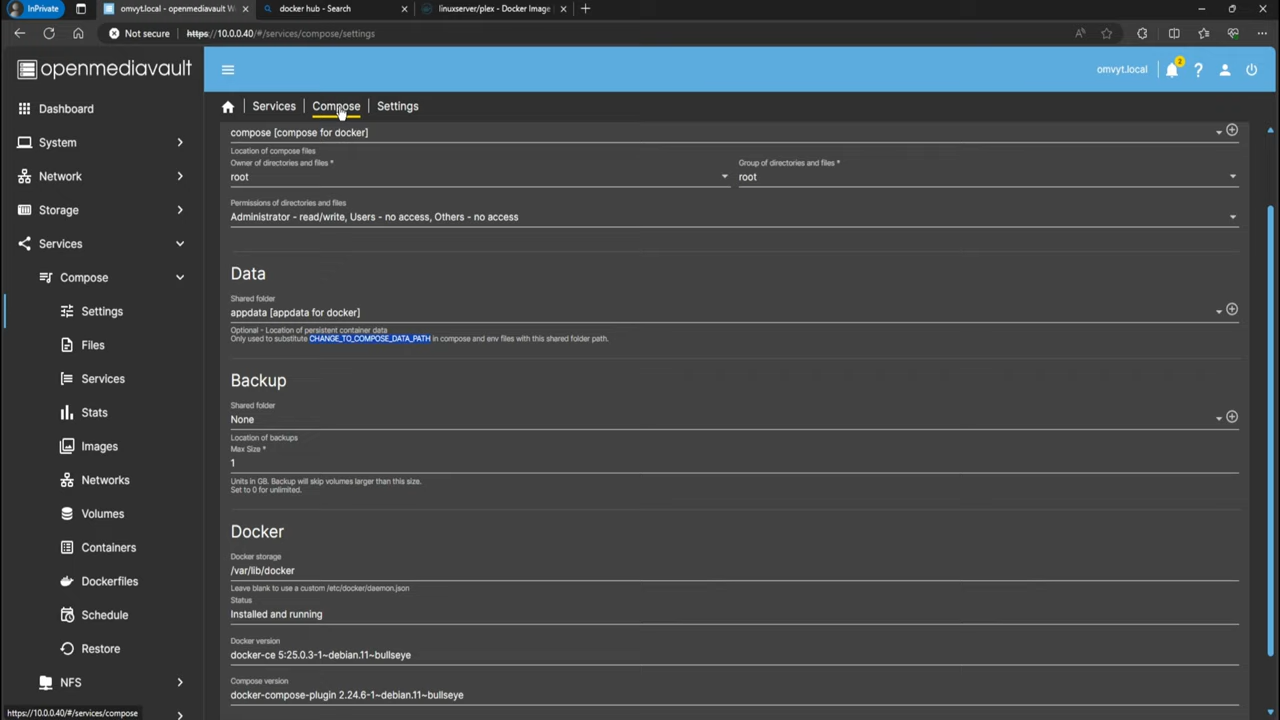 InPrivate
omvyt.local - openmediavault W
docker hub - Search
linuxserver/plex - Docker Image
Not secure
https://10.0.0.40/#/services/compose/settings
openmediavault
omvyt.local
2
Dashboard
System
Network
Storage
Services
Compose
Settings
Files
Services
Stats
Images
Networks
Volumes
Containers
Dockerfiles
Schedule
Restore
NFS
https://10.0.0.40/#/services/compose
Services | Compose | Settings
compose [compose for docker]
Location of compose files
Owner of directories and files *
root
Group of directories and files *
root
Permissions of directories and files
Administrator - read/write, Users - no access, Others - no access
Data
Shared folder
appdata [appdata for docker]
Optional - Location of persistent container data
Only used to substitute CHANGE_TO_COMPOSE_DATA_PATH in compose and env files with this shared folder path.
Backup
Shared folder
None
Location of backups
Max Size *
1
Units in GB. Backup will skip volumes larger than this size.
Set to 0 for unlimited.
Docker
Docker storage
/var/lib/docker
Leave blank to use a custom /etc/docker/daemon.json
Status
Installed and running
Docker version
docker-ce 5:25.0.3-1~debian.11~bullseye
Compose version
docker-compose-plugin 2.24.6-1~debian.11~bullseye